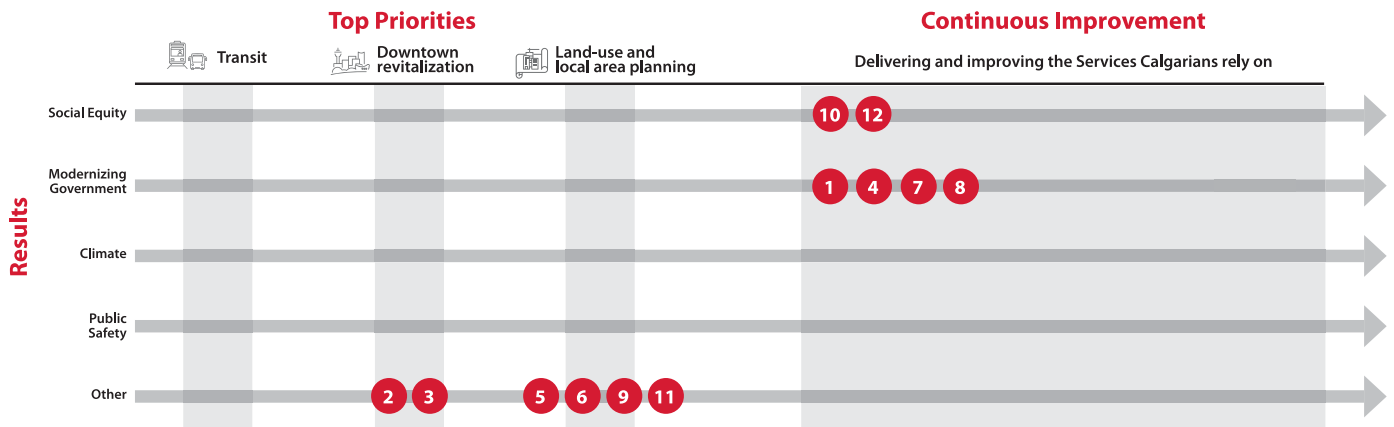 Top Priorities
Continuous Improvement
Transit
Downtown
revitalization
Land-use and
local area planning
Delivering and improving the Services Calgarians rely on
Results
Social Equity
10 12
Modernizing
Government
1 4 7 8
Climate
Public
Safety
Other
2 3 5 6 9 11